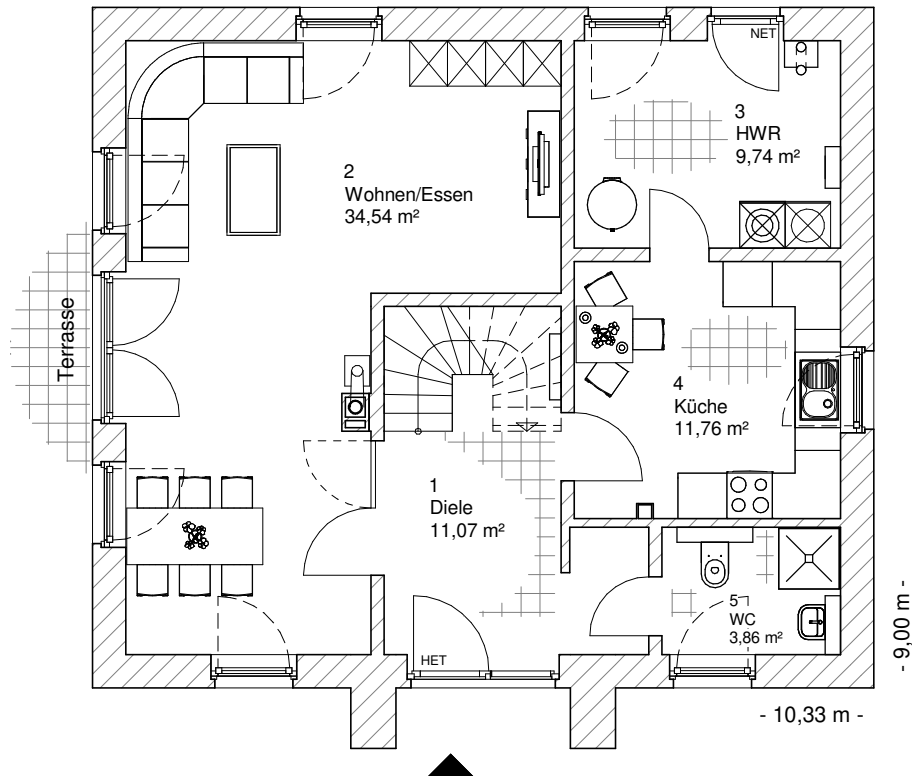 NET
3
HWR
9,74 m²
2
Wohnen/Essen
34,54 m²
Terrasse
4
Küche
11,76 m²
1
Diele
11,07 m²
5
WC
3,86 m²
HET
- 9,00 m -
- 10,33 m -